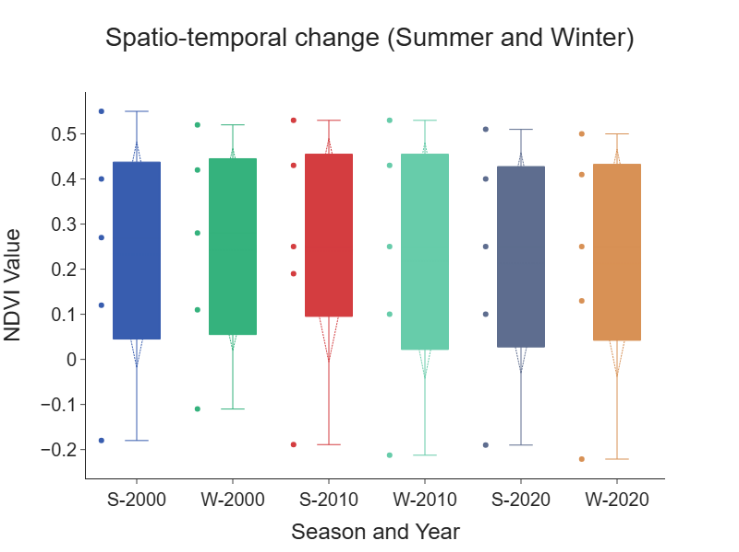 Spatio-temporal change (Summer and Winter)
NDVI Value
0.5
0.4
0.3
0.2
0.1
0
−0.1
−0.2
S-2000 W-2000 S-2010 W-2010 S-2020 W-2020
Season and Year